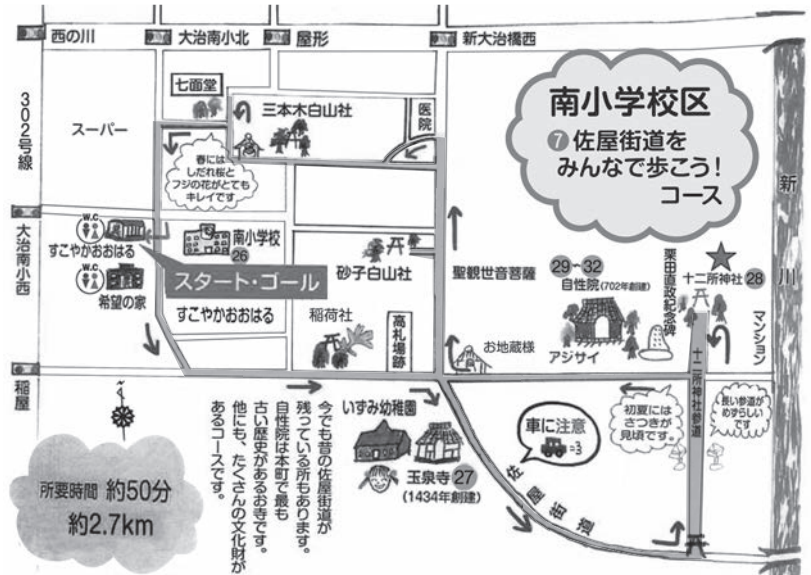 西の川
大治南小北
屋形
新大治橋西
南小学校区
⑦ 佐屋街道を
みんなで歩こう!
コース
302号線
スーパー
七面堂
三本木白山社
医院
春には
しだれ桜と
フジの花がとても
キレイです
新川
大治南小西
W.C
すこやかおおはる
W.C
希望の家
南小学校
26
スタート・ゴール
すこやかおおはる
砂子白山社
稲荷社
高札場跡
聖観世音菩薩
お地蔵様
29~32
自性院(702年創建)
アジサイ
栗田直政紀念碑
十二所神社 28
マンション
十二所神社参道
稲屋
いずみ幼稚園
玉泉寺 27
(1434年創建)
車に注意
初夏には
さつきが
見頃です。
長い参道が
めずらしい
です
佐屋街道
今でも昔の佐屋街道が
残っている所もあります。
自性院は本町で最も
古い歴史があるお寺です。
他にも、たくさんの文化財が
あるコースです。
所要時間 約50分
約2.7km